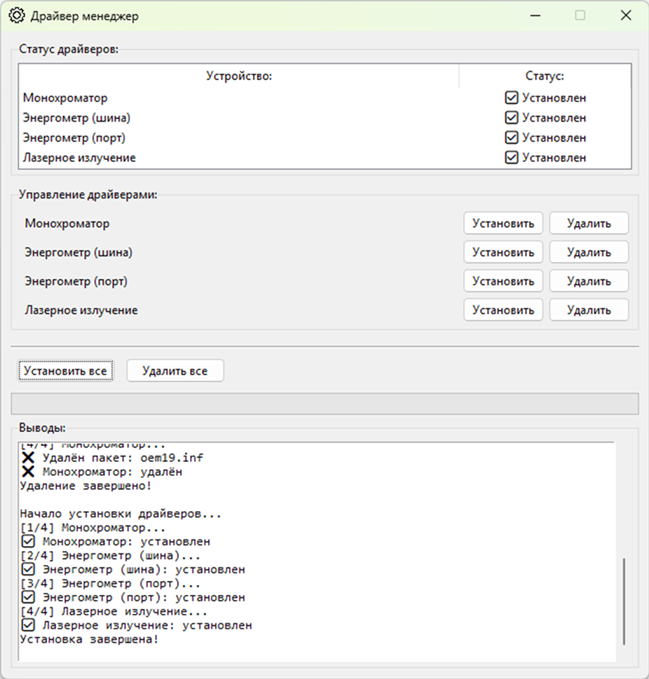 Драйвер менеджер
Статус драйверов:
Устройство: Статус:
Монохроматор Установлен
Энергометр (шина) Установлен
Энергометр (порт) Установлен
Лазерное излучение Установлен
Управление драйверами:
Монохроматор Установить Удалить
Энергометр (шина) Установить Удалить
Энергометр (порт) Установить Удалить
Лазерное излучение Установить Удалить
Установить все Удалить все
Выводы:
[4/4] Монохроматор...
Удалён пакет: oem19.inf
Монохроматор: удалён
Удаление завершено!
Начало установки драйверов...
[1/4] Монохроматор...
Монохроматор: установлен
[2/4] Энергометр (шина)...
Энергометр (шина): установлен
[3/4] Энергометр (порт)...
Энергометр (порт): установлен
[4/4] Лазерное излучение...
Лазерное излучение: установлен
Установка завершена!